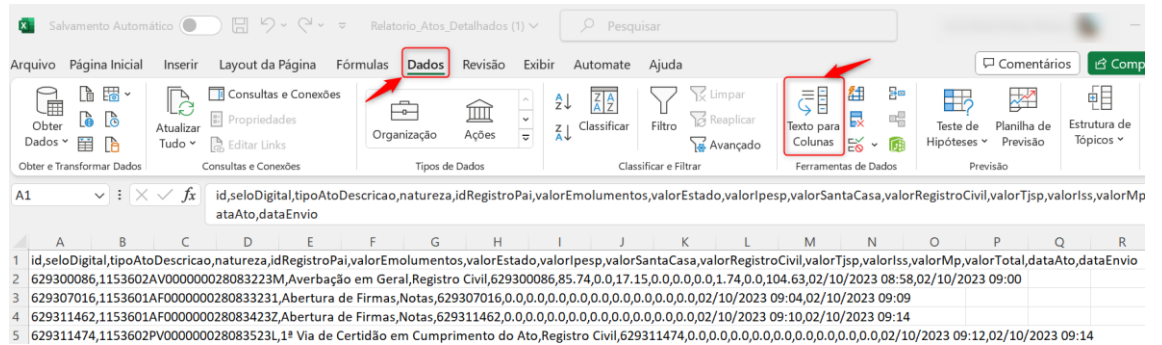 Salvamento Automático
Relatorio_Atos_Detalhados (1)
Pesquisar
Arquivo Página Inicial Inserir Layout da Página Fórmulas Dados Revisão Exibir Automate Ajuda
Comentários
Comp
Obter Dados
Atualizar Tudo
Consultas e Conexões
Propriedades
Editar Links
Organização
Ações
Classificar
Filtro
Limpar
Reaplicar
Avançado
Texto para Colunas
Teste de Hipóteses
Planilha de Previsão
Estrutura de Tópicos
Obter e Transformar Dados
Consultas e Conexões
Tipos de Dados
Classificar e Filtrar
Ferramentas de Dados
Previsão
A1
fx
id,seloDigital,tipoAtoDescricao,natureza,idRegistroPai,valorEmolumentos,valorEstado,valorIpesp,valorSantaCasa,valorRegistroCivil,valorTjsp,valorIss,valorMp
ataAto,dataEnvio
A B C D E F G H I J K L M N O P Q R
1 id,seloDigital,tipoAtoDescricao,natureza,idRegistroPai,valorEmolumentos,valorEstado,valorIpesp,valorSantaCasa,valorRegistroCivil,valorTjsp,valorIss,valorMp,valorTotal,dataAto,dataEnvio
2 629300086,1153602AV000000028083223M,Averbação em Geral,Registro Civil,629300086,85.74,0.0,17.15,0.0,0.0,0.0,1.74,0.0,104.63,02/10/2023 08:58,02/10/2023 09:00
3 629307016,1153601AF0000000280833231,Abertura de Firmas,Notas,629307016,0.0,0.0,0.0,0.0,0.0,0.0,0.0,0.0,0.0,02/10/2023 09:04,02/10/2023 09:09
4 629311462,1153601AF000000028083423Z,Abertura de Firmas,Notas,629311462,0.0,0.0,0.0,0.0,0.0,0.0,0.0,0.0,0.0,02/10/2023 09:10,02/10/2023 09:14
5 629311474,1153602PV000000028083523L,1ª Via de Certidão em Cumprimento do Ato,Registro Civil,629311474,0.0,0.0,0.0,0.0,0.0,0.0,0.0,0.0,0.0,02/10/2023 09:12,02/10/2023 09:14